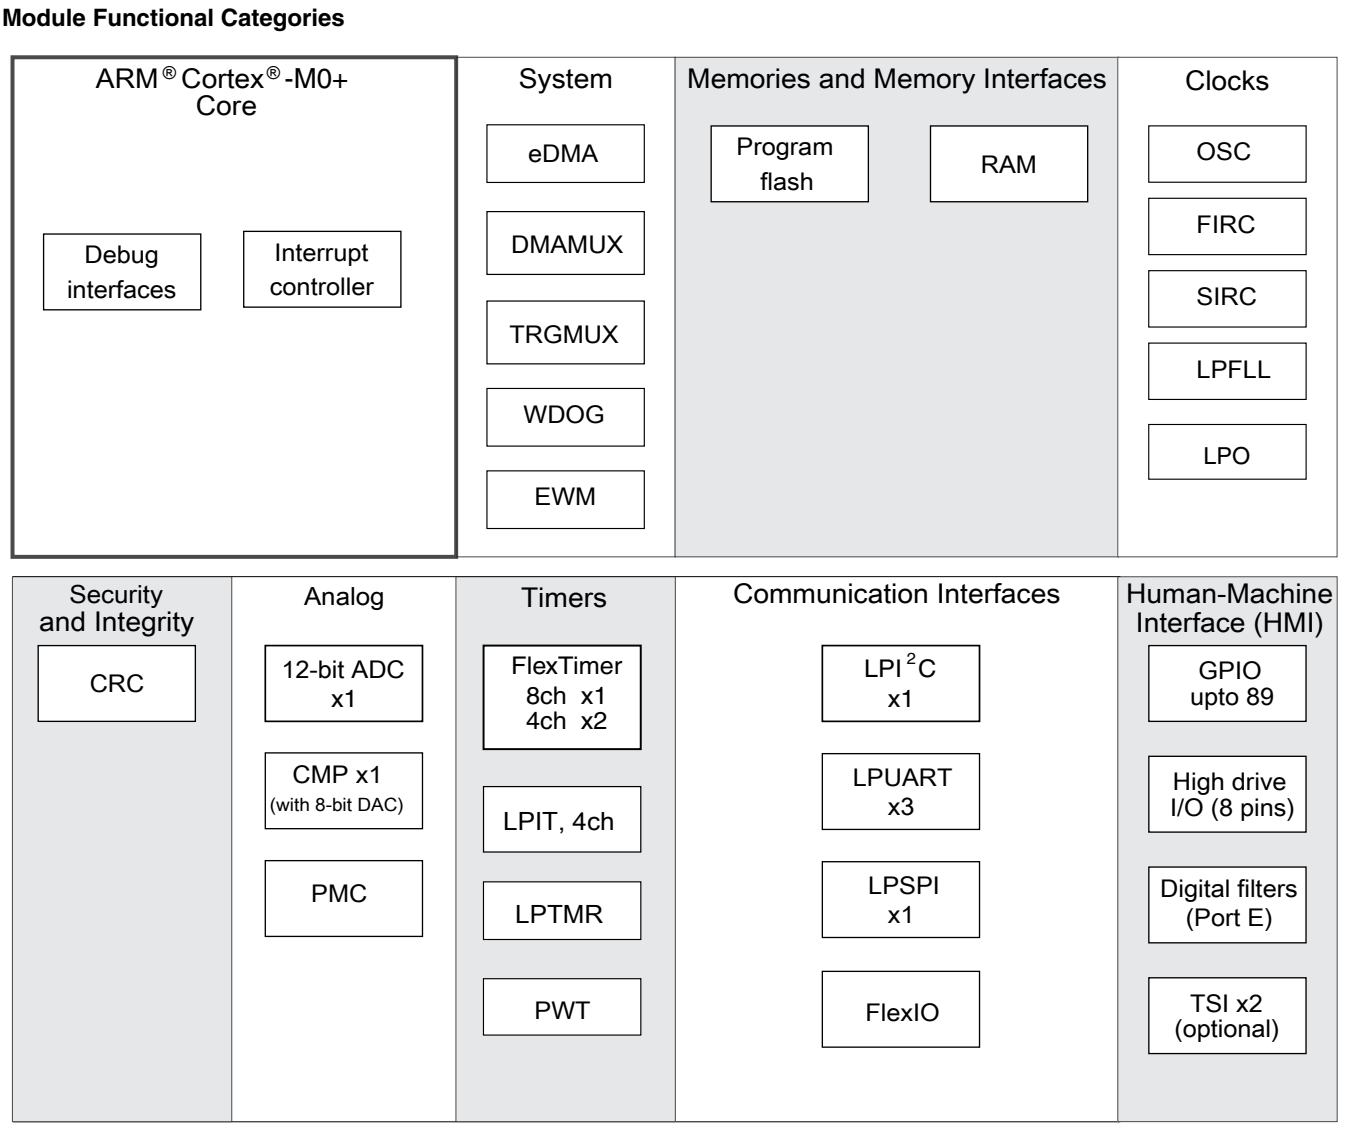 Module Functional Categories
ARM® Cortex®-M0+
Core
Debug
interfaces
Interrupt
controller
System
eDMA
DMAMUX
TRGMUX
WDOG
EWM
Memories and Memory Interfaces
Program
flash
RAM
Clocks
OSC
FIRC
SIRC
LPFLL
LPO
Security
and Integrity
CRC
Analog
12-bit ADC
x1
CMP x1
(with 8-bit DAC)
PMC
Timers
FlexTimer
8ch x1
4ch x2
LPIT, 4ch
LPTMR
PWT
Communication Interfaces
LPI²C
x1
LPUART
x3
LPSPI
x1
FlexIO
Human-Machine
Interface (HMI)
GPIO
upto 89
High drive
I/O (8 pins)
Digital filters
(Port E)
TSI x2
(optional)